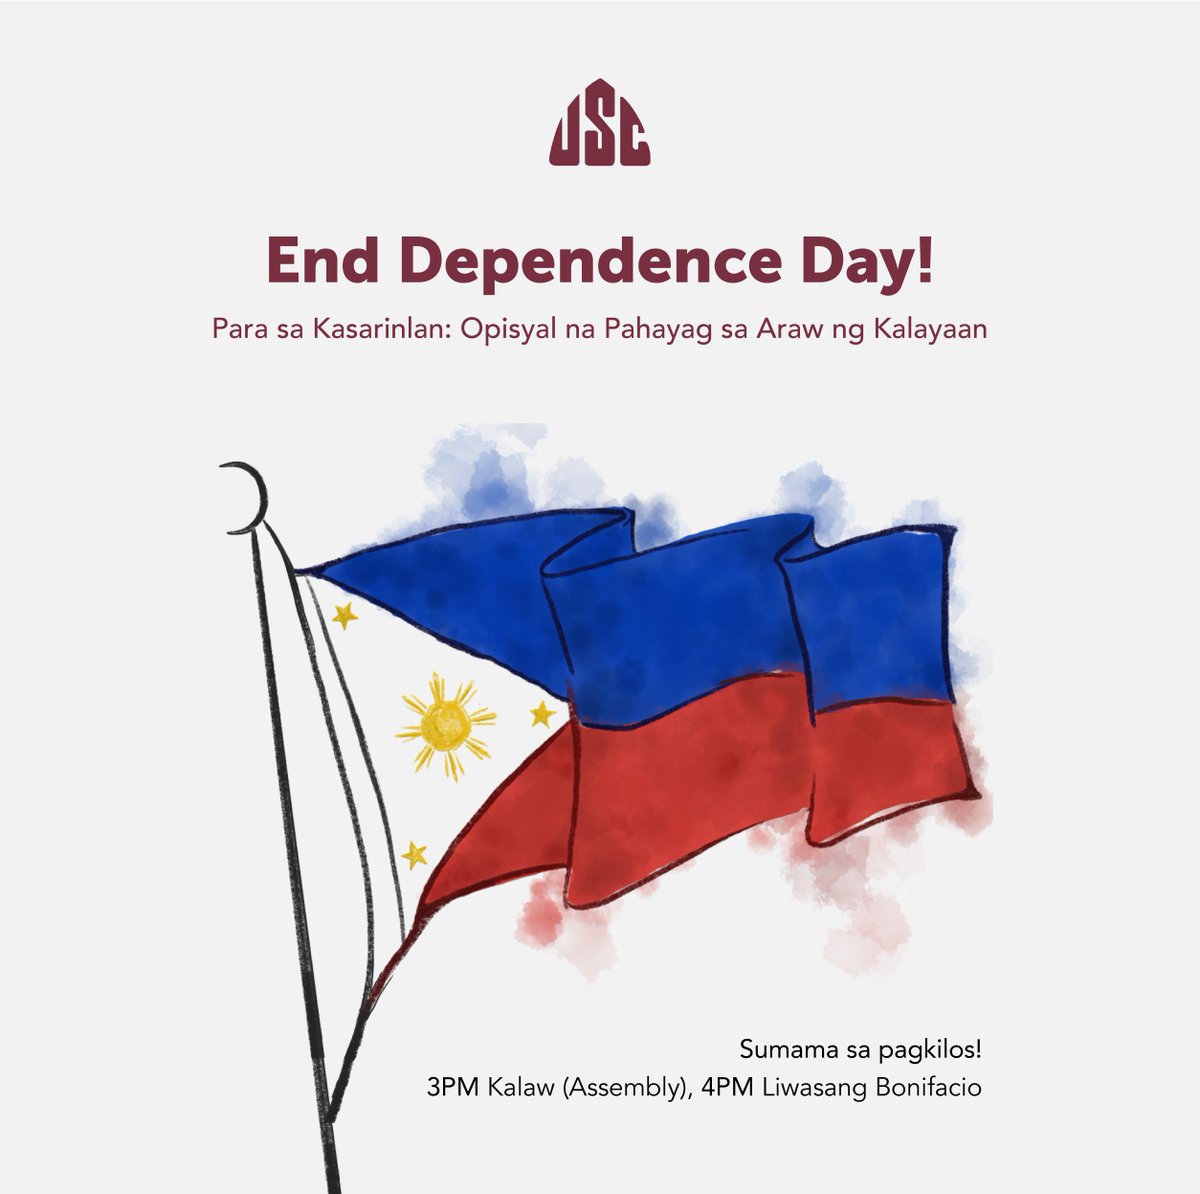 USC
End Dependence Day!
Para sa Kasarinlan: Opisyal na Pahayag sa Araw ng Kalayaan
Sumama sa pagkilos!
3PM Kalaw (Assembly), 4PM Liwasang Bonifacio